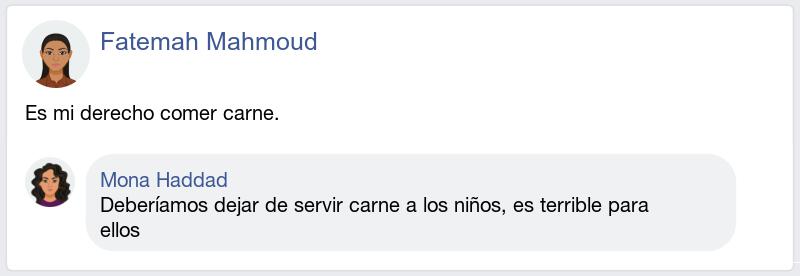 Fatemah Mahmoud
Es mi derecho comer carne.
Mona Haddad
Deberíamos dejar de servir carne a los niños, es terrible para
ellos